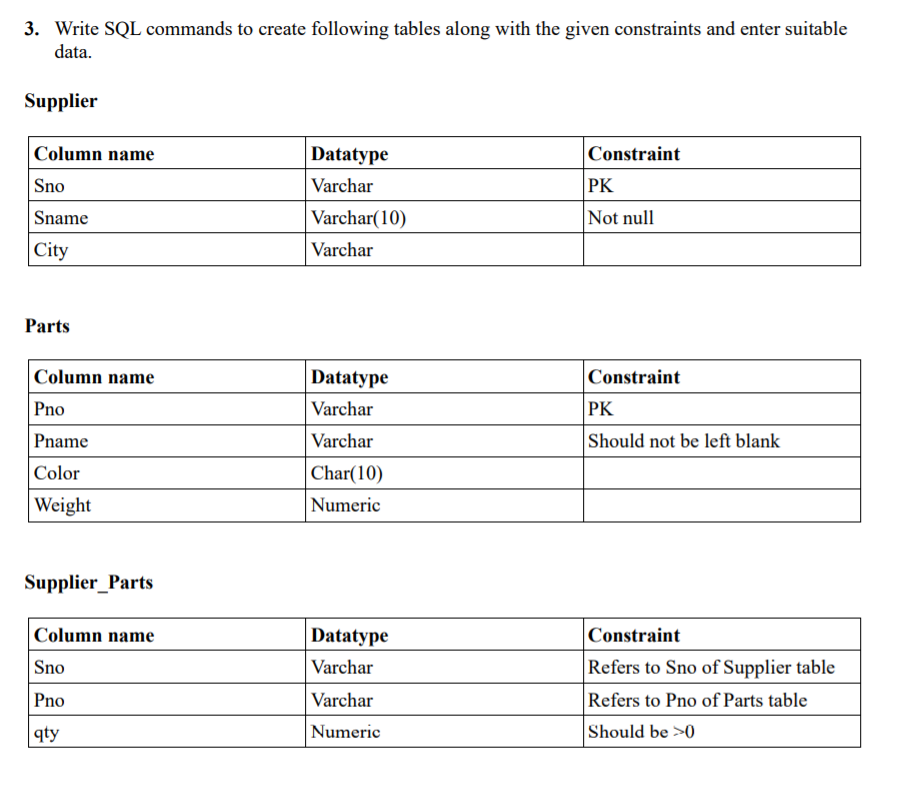 3. Write SQL commands to create following tables along with the given constraints and enter suitable
data.
Supplier
Column name Datatype Constraint
Sno Varchar PK
Sname Varchar(10) Not null
City Varchar
Parts
Column name Datatype Constraint
Pno Varchar PK
Pname Varchar Should not be left blank
Color Char(10)
Weight Numeric
Supplier_Parts
Column name Datatype Constraint
Sno Varchar Refers to Sno of Supplier table
Pno Varchar Refers to Pno of Parts table
qty Numeric Should be >0